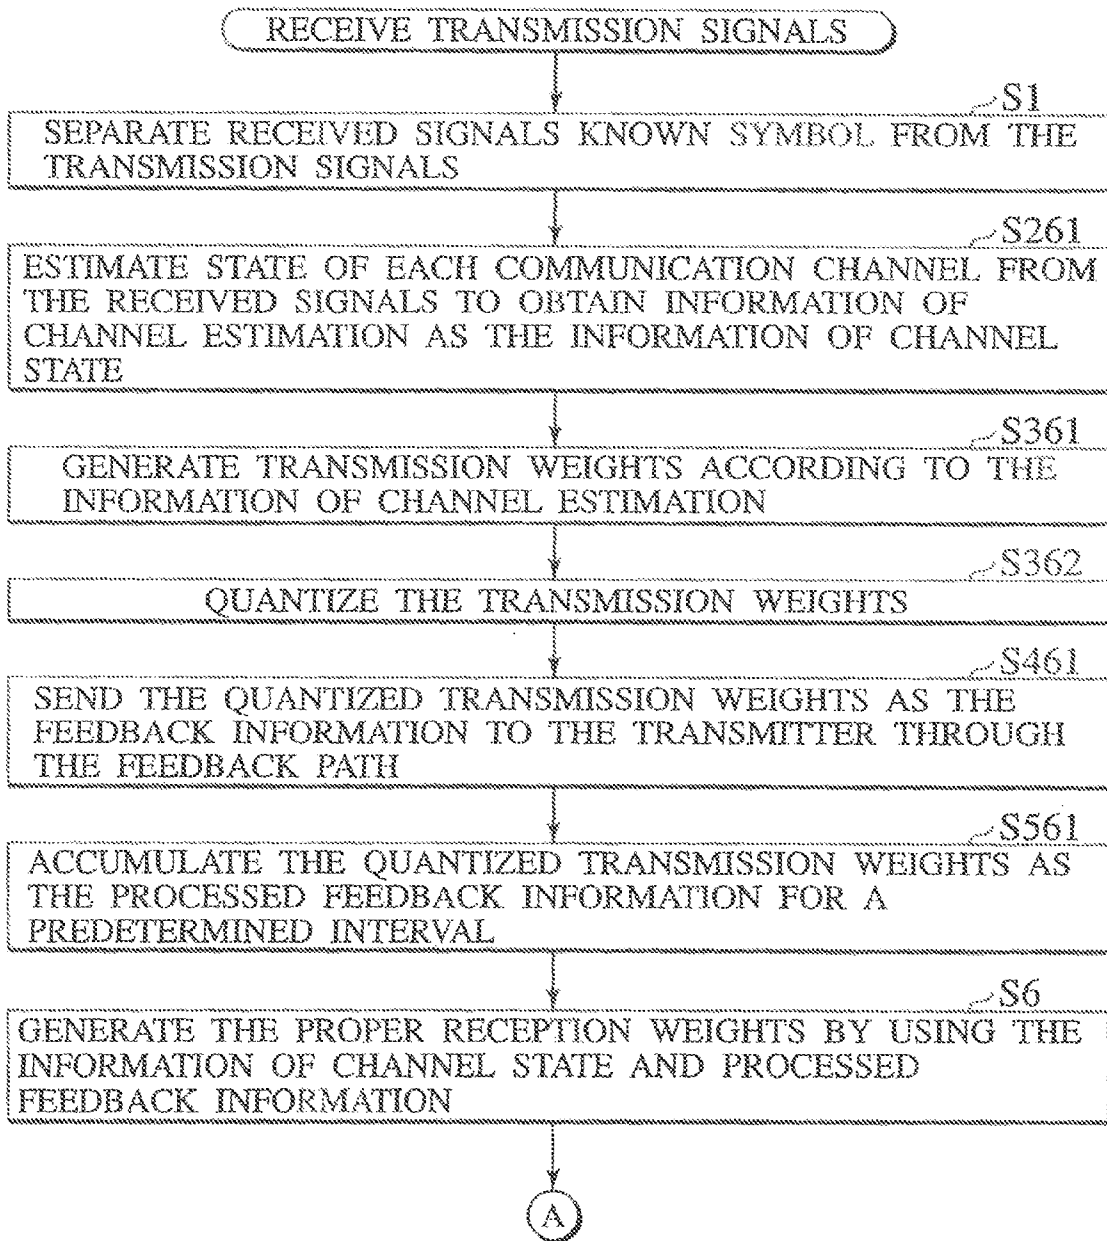 RECEIVE TRANSMISSION SIGNALS
S1
SEPARATE RECEIVED SIGNALS KNOWN SYMBOL FROM THE
TRANSMISSION SIGNALS
S261
ESTIMATE STATE OF EACH COMMUNICATION CHANNEL FROM
THE RECEIVED SIGNALS TO OBTAIN INFORMATION OF
CHANNEL ESTIMATION AS THE INFORMATION OF CHANNEL
STATE
S361
GENERATE TRANSMISSION WEIGHTS ACCORDING TO THE
INFORMATION OF CHANNEL ESTIMATION
S362
QUANTIZE THE TRANSMISSION WEIGHTS
S461
SEND THE QUANTIZED TRANSMISSION WEIGHTS AS THE
FEEDBACK INFORMATION TO THE TRANSMITTER THROUGH
THE FEEDBACK PATH
S561
ACCUMULATE THE QUANTIZED TRANSMISSION WEIGHTS AS
THE PROCESSED FEEDBACK INFORMATION FOR A
PREDETERMINED INTERVAL
S6
GENERATE THE PROPER RECEPTION WEIGHTS BY USING THE
INFORMATION OF CHANNEL STATE AND PROCESSED
FEEDBACK INFORMATION
A